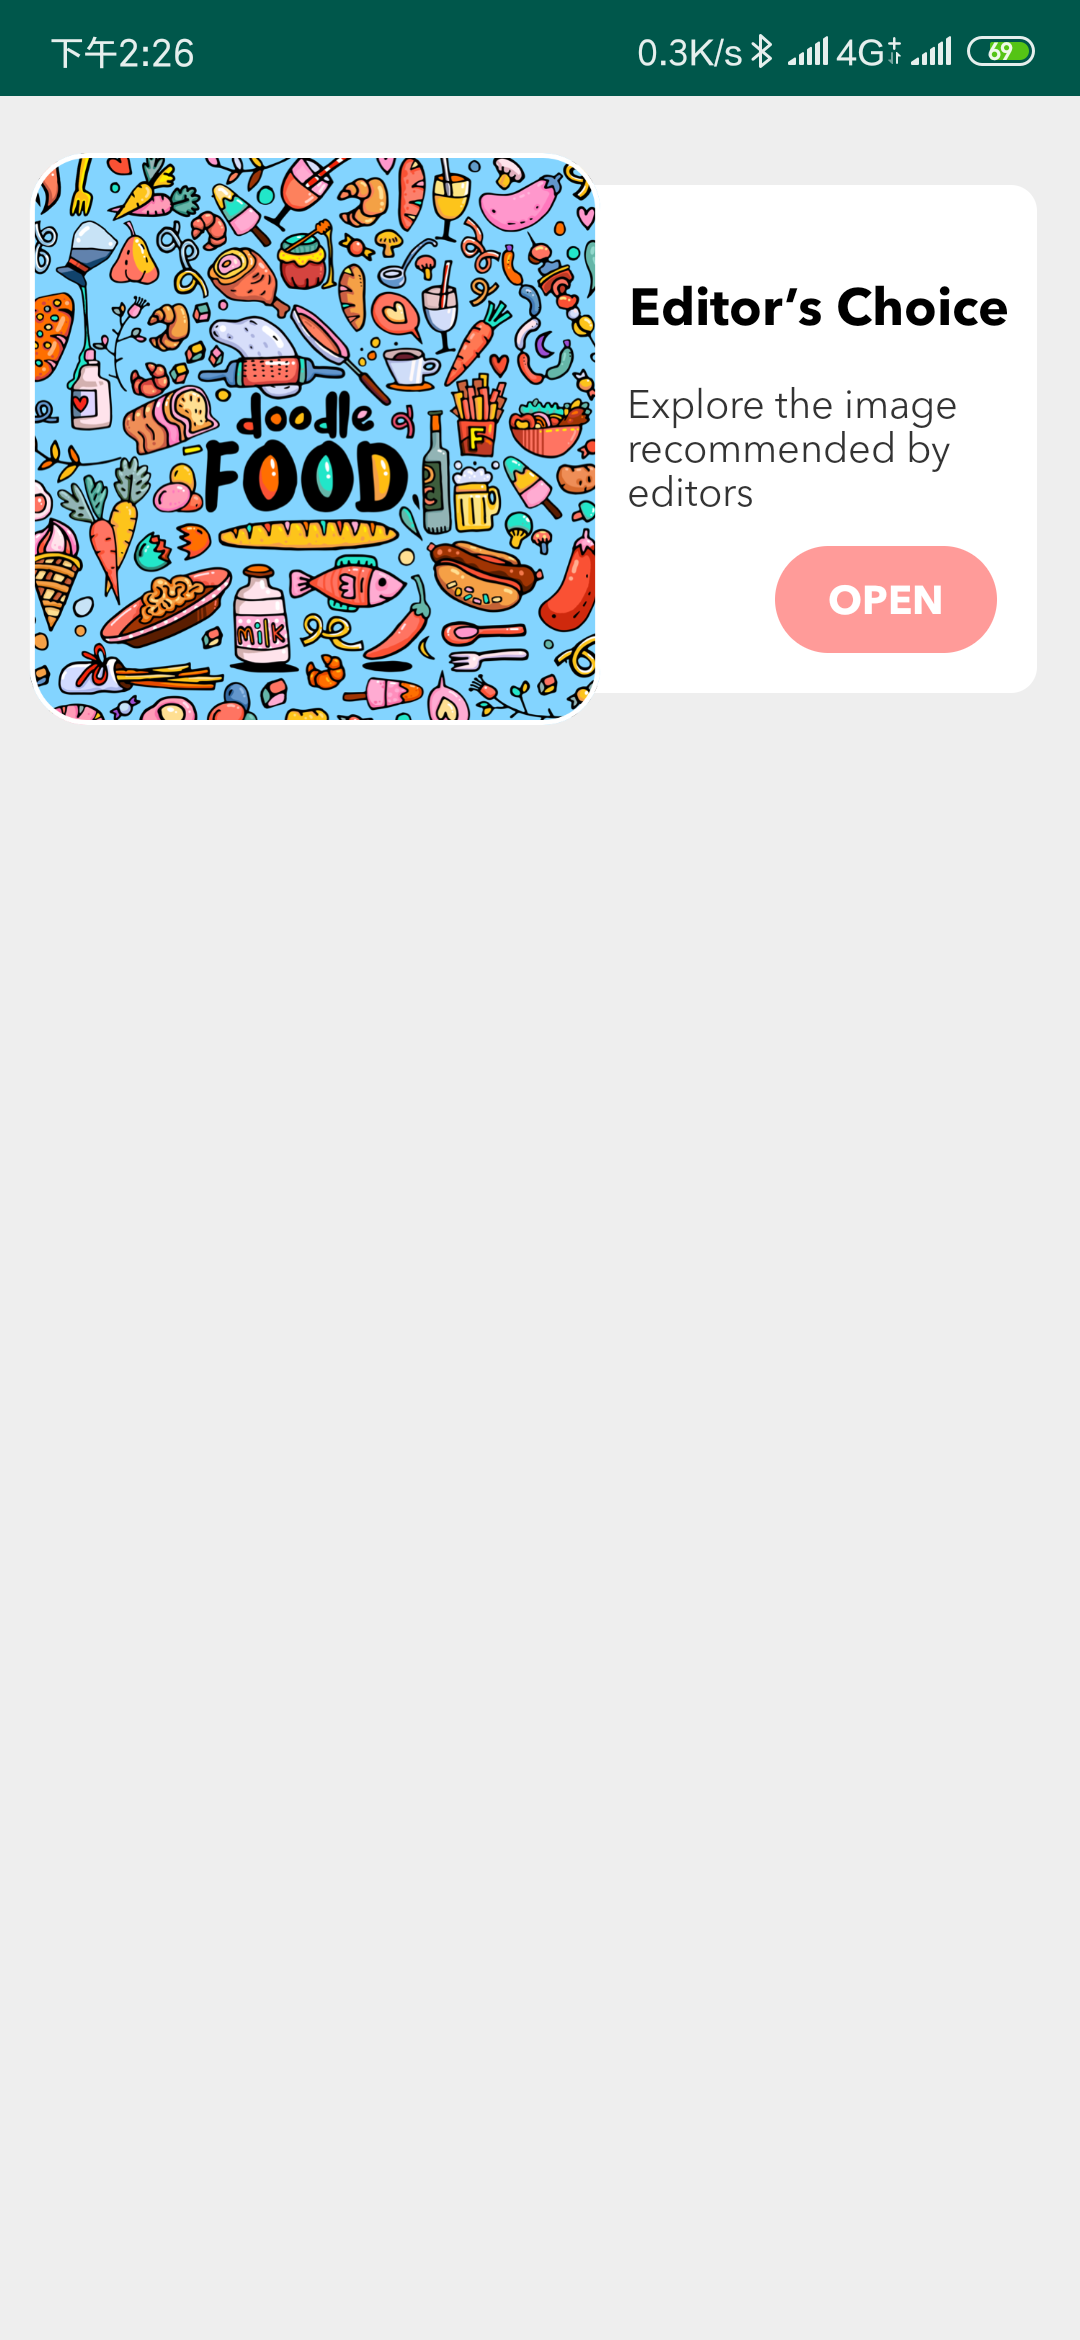 下午2:26
0.3K/s 4G 69
doodle
FOOD
F
milk
Editor’s Choice
Explore the image
recommended by
editors
OPEN